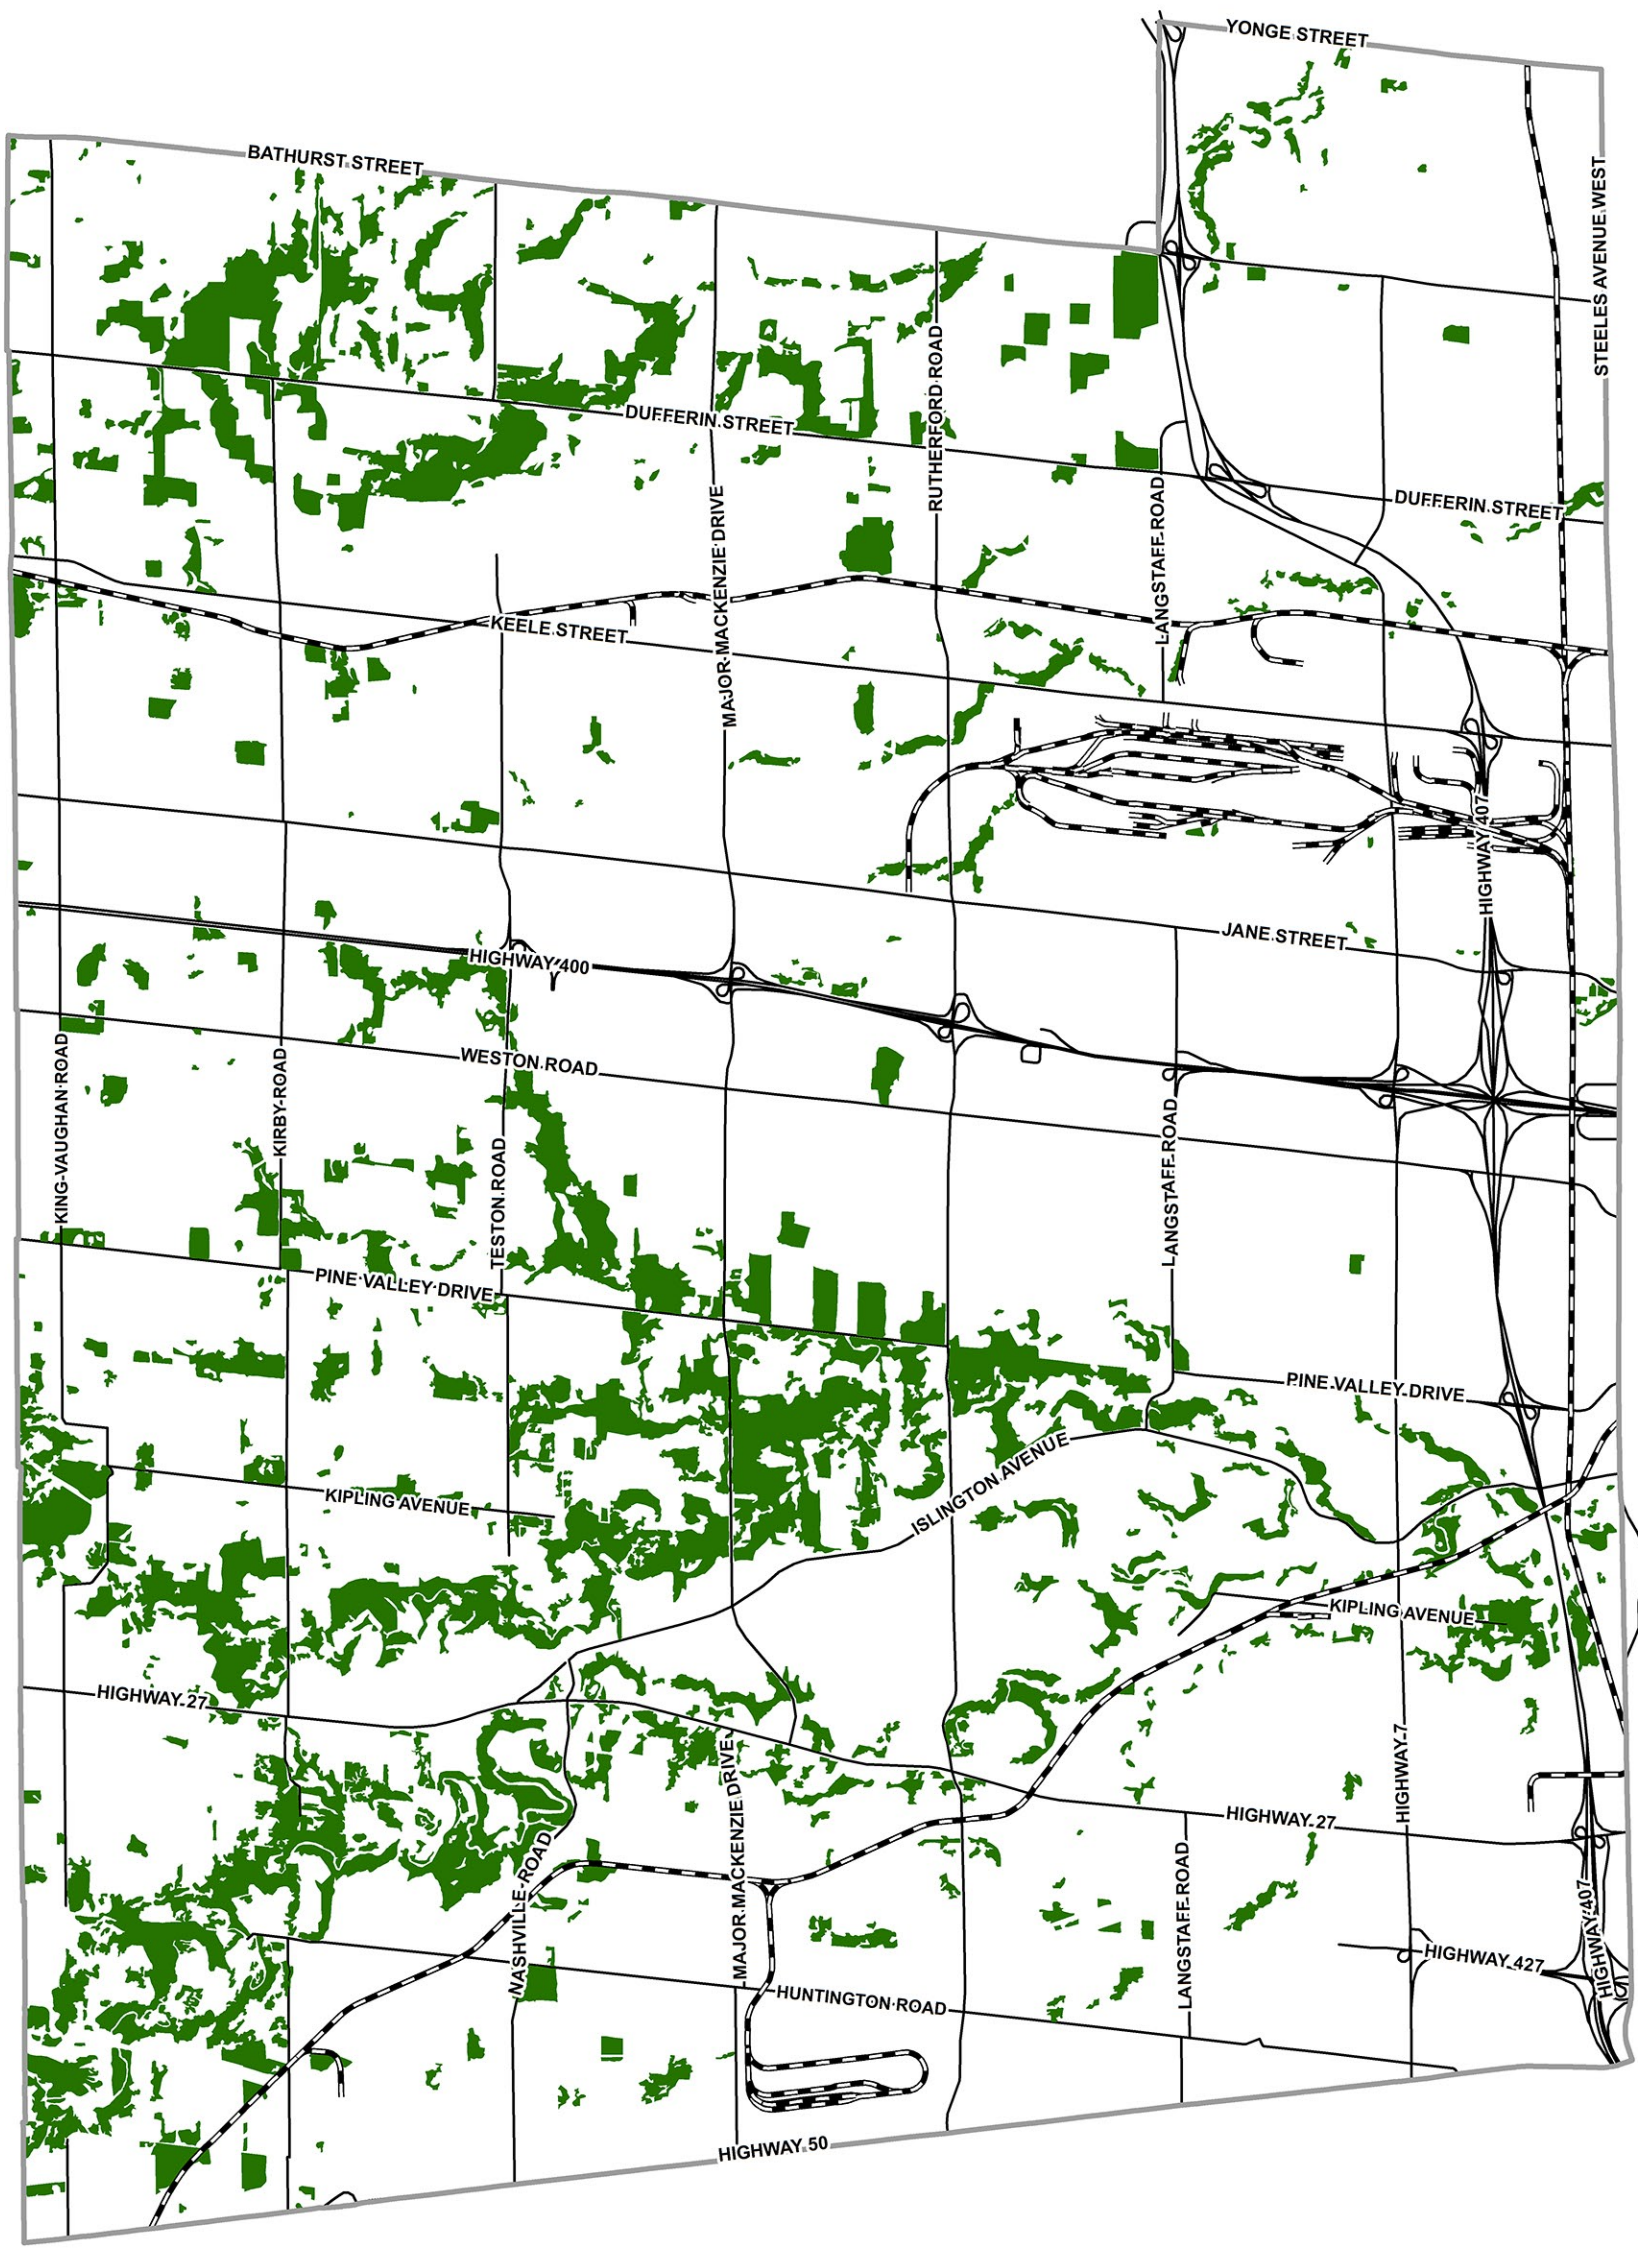 YONGE STREET
BATHURST STREET
STEELES AVENUE WEST
RUTHERFORD ROAD
DUFFERIN STREET
MAJOR MACKENZIE DRIVE
LANGSTAFF ROAD
DUFFERIN STREET
KEELE STREET
HIGHWAY 407
JANE STREET
HIGHWAY 400
WESTON ROAD
KING-VAUGHAN ROAD
KIRBY ROAD
TESTON ROAD
LANGSTAFF ROAD
PINE VALLEY DRIVE
PINE VALLEY DRIVE
ISLINGTON AVENUE
KIPLING AVENUE
KIPLING AVENUE
HIGHWAY 27
HIGHWAY 7
MAJOR MACKENZIE DRIVE
HIGHWAY 27
NASHVILLE ROAD
LANGSTAFF ROAD
HIGHWAY 407
HIGHWAY 427
HIGHWAY
HUNTINGTON ROAD
HIGHWAY 50